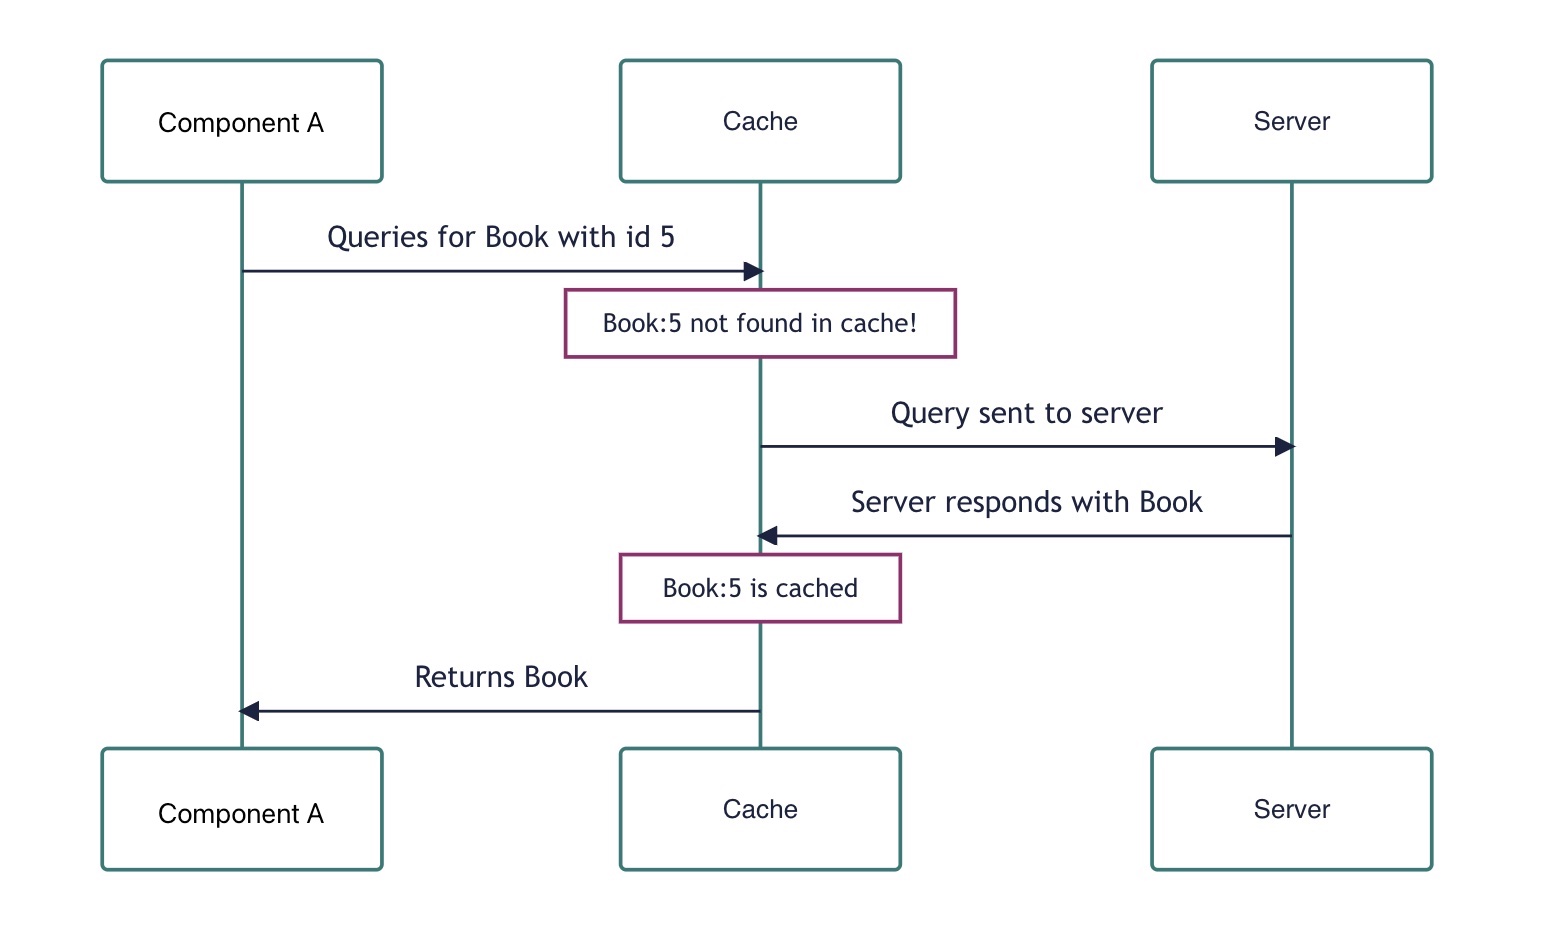 Component A
Cache
Server
Queries for Book with id 5
Book:5 not found in cache!
Query sent to server
Server responds with Book
Book:5 is cached
Returns Book
Component A
Cache
Server